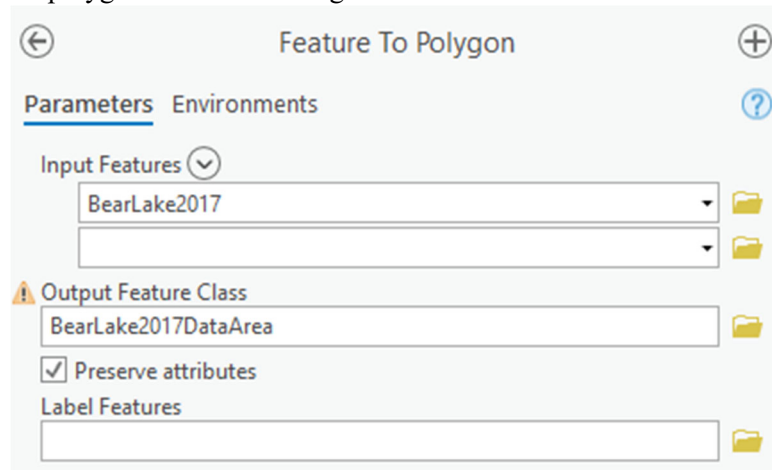 Feature To Polygon
Parameters Environments
Input Features
BearLake2017
Output Feature Class
BearLake2017DataArea
Preserve attributes
Label Features